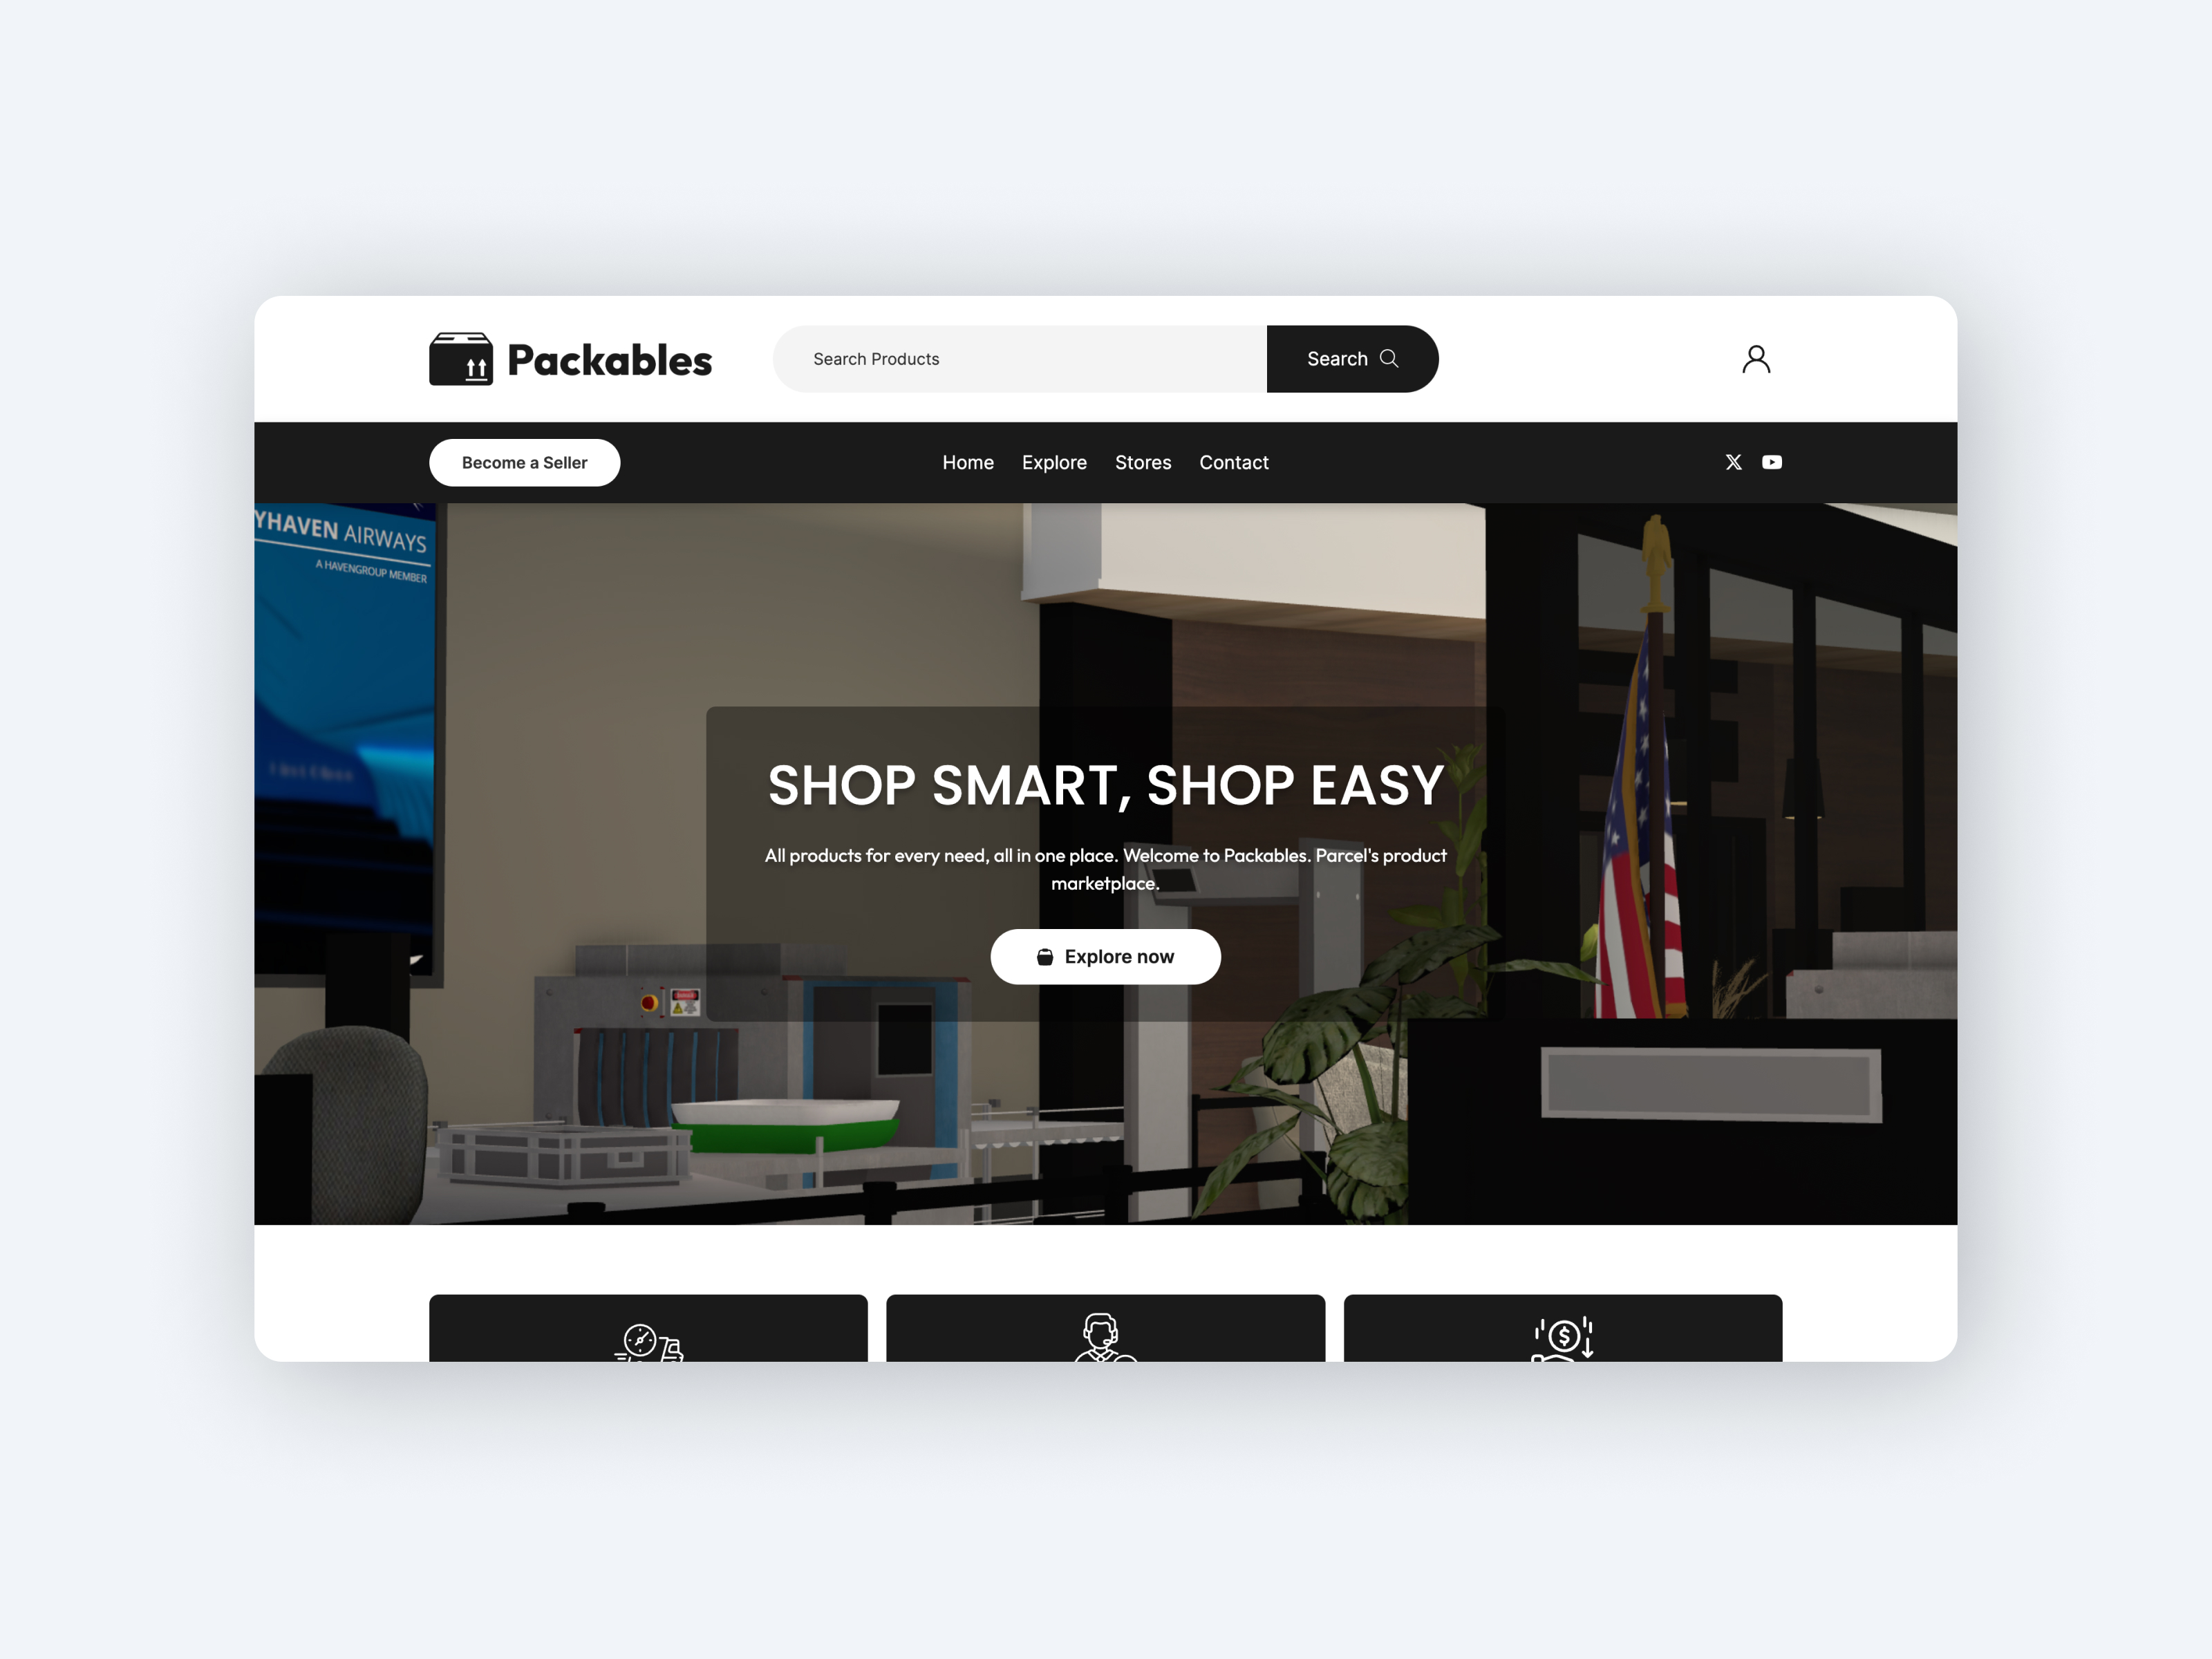 Packables
Search Products
Search
Become a Seller
Home
Explore
Stores
Contact
YHAVEN AIRWAYS
A HAVENGROUP MEMBER
SHOP SMART, SHOP EASY
All products for every need, all in one place. Welcome to Packables. Parcel's product
marketplace.
Explore now